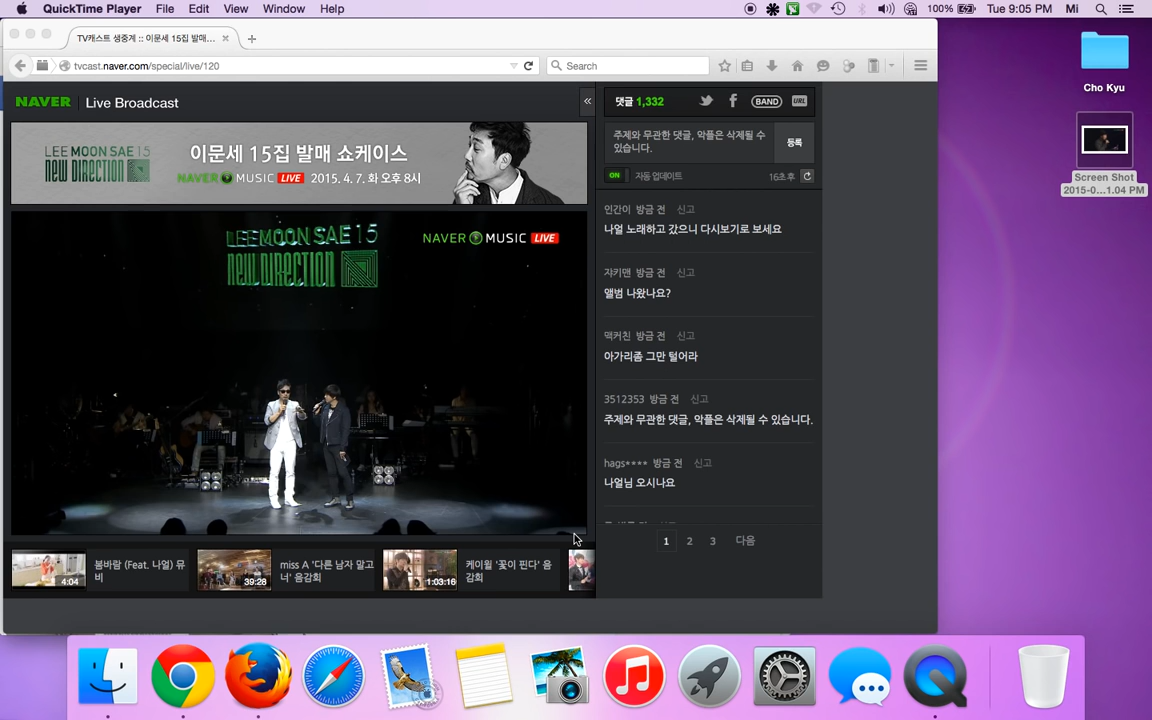 QuickTime Player File Edit View Window Help
100% Tue 9:05 PM Mi
TV캐스트 생중계 :: 이문세 15집 발매...
tvcast.naver.com/special/live/120
Search
NAVER Live Broadcast
LEE MOON SAE 15
NEW DIRECTION
이문세 15집 발매 쇼케이스
NAVER MUSIC LIVE 2015. 4. 7. 화 오후 8시
LEE MOON SAE 15
NEW DIRECTION
NAVER MUSIC LIVE
4:04
봄바람 (Feat. 나얼) 뮤
비
39:28
miss A '다른 남자 말고
너' 음감회
1:03:16
케이윌 '꽃이 핀다' 음
감회
댓글 1,332
BAND URL
주제와 무관한 댓글, 악플은 삭제될 수
있습니다.
등록
ON 자동 업데이트 16초 후
인간이 방금 전 신고
나얼 노래하고 갔으니 다시보기로 보세요
쟈키맨 방금 전 신고
앨범 나왔나요?
맥커친 방금 전 신고
아가리좀 그만 털어라
3512353 방금 전 신고
주제와 무관한 댓글, 악플은 삭제될 수 있습니다.
hags**** 방금 전 신고
나얼님 오시나요
1 2 3 다음
Cho Kyu
Screen Shot
2015-0...1.04 PM